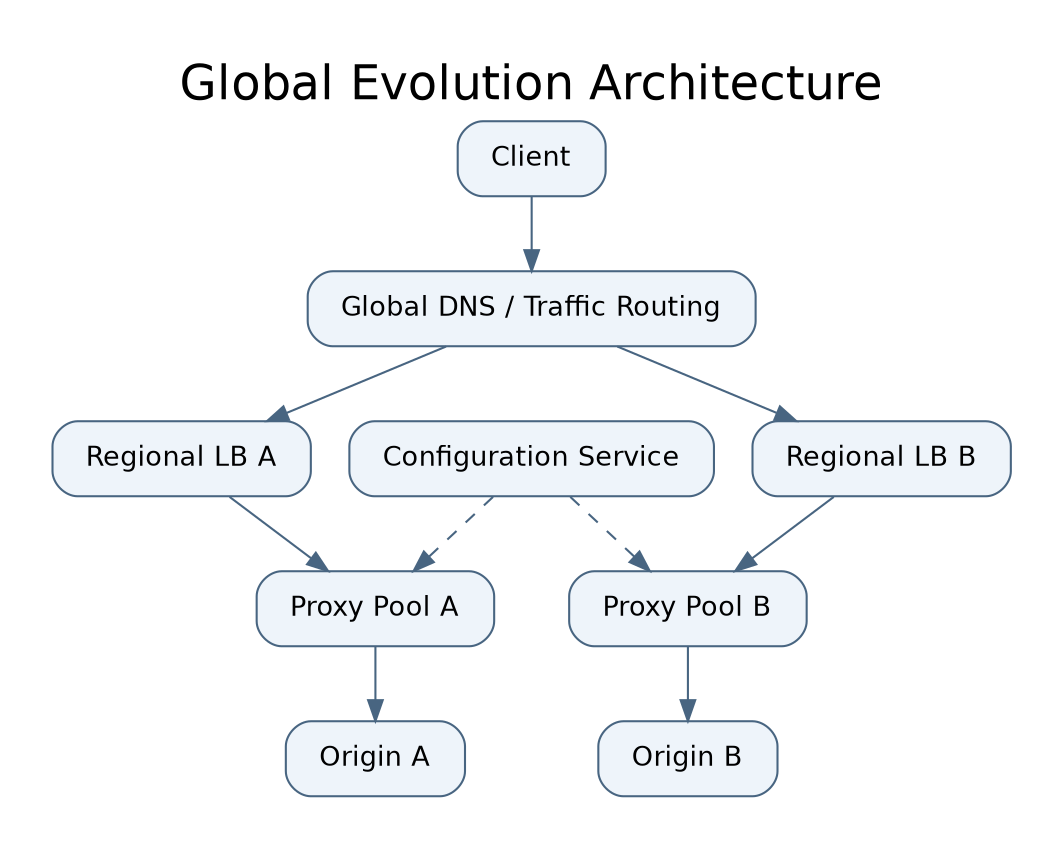 Global Evolution Architecture
Client
Global DNS / Traffic Routing
Regional LB A
Configuration Service
Regional LB B
Proxy Pool A
Proxy Pool B
Origin A
Origin B